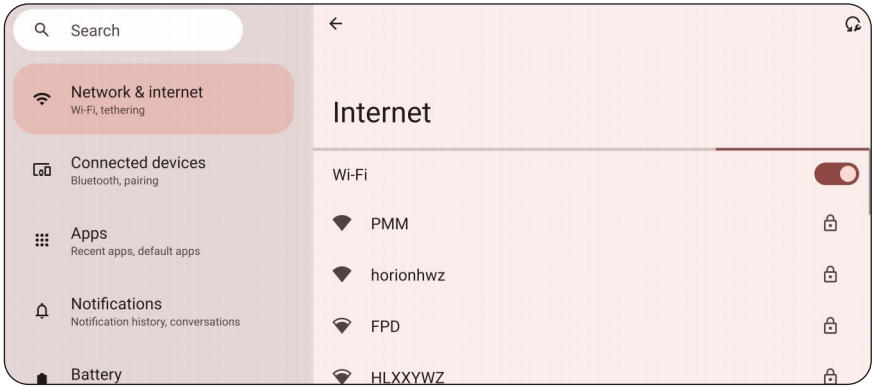 Search
Network & internet
Wi-Fi, tethering
Connected devices
Bluetooth, pairing
Apps
Recent apps, default apps
Notifications
Notification history, conversations
Battery
Internet
Wi-Fi
PMM
horionhwz
FPD
HLXXYWZ